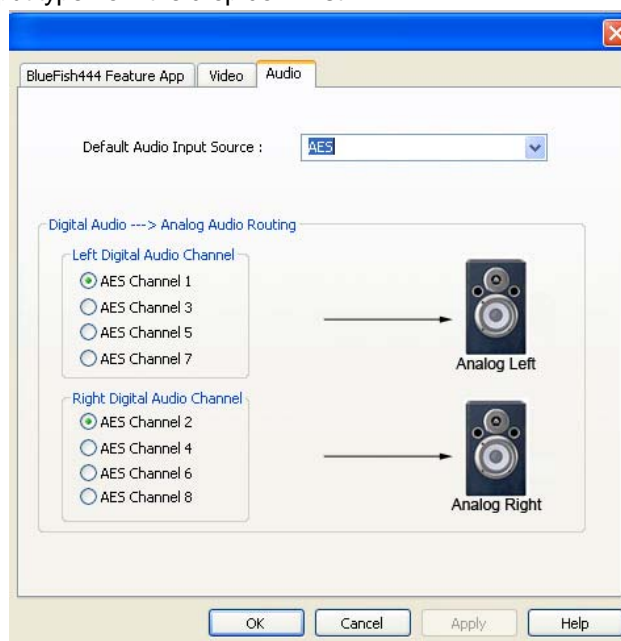 BlueFish444 Feature App Video Audio
Default Audio Input Source : AES
Digital Audio ---> Analog Audio Routing
Left Digital Audio Channel
AES Channel 1
AES Channel 3
AES Channel 5
AES Channel 7
Analog Left
Right Digital Audio Channel
AES Channel 2
AES Channel 4
AES Channel 6
AES Channel 8
Analog Right
OK Cancel Apply Help